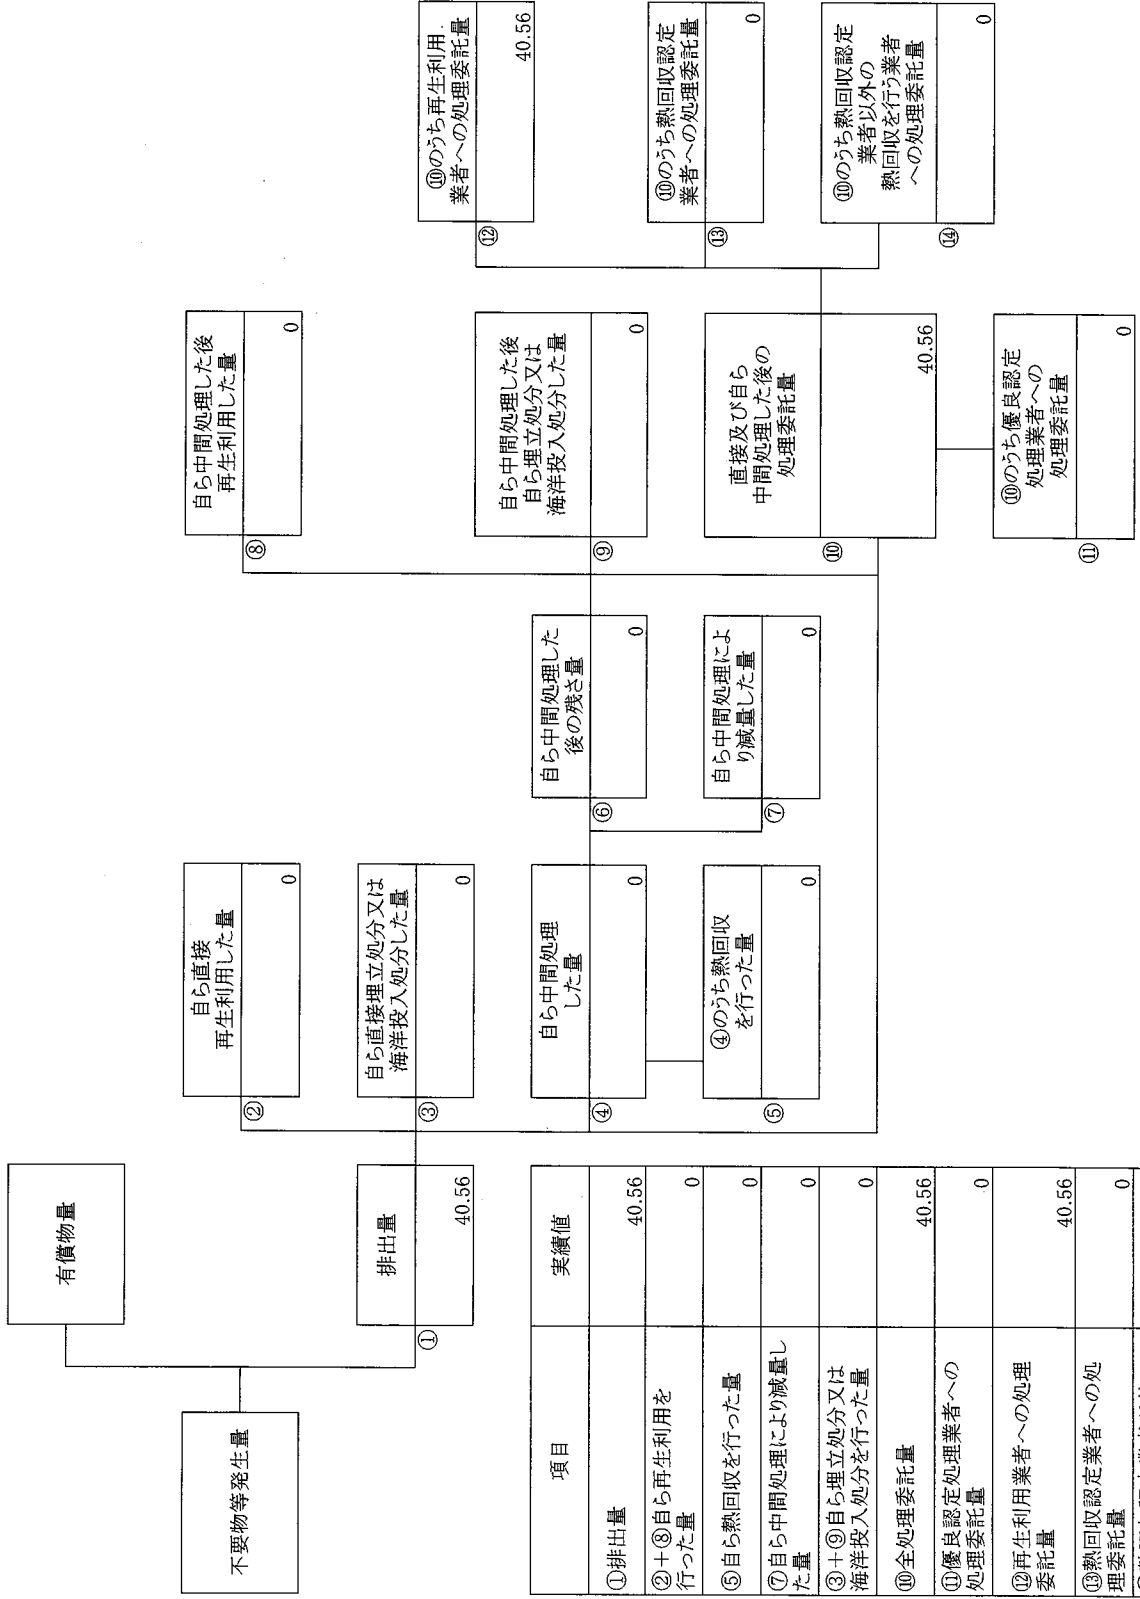 不要物等発生量
有償物量
①
排出量
40.56
②
自ら直接
再生利用した量
0
③
自ら直接埋立処分又は
海洋投入処分した量
0
④
自ら中間処理
した量
0
⑤
④のうち熱回収
を行った量
0
⑥
自ら中間処理した
後の残さ量
0
⑦
自ら中間処理によ
り減量した量
0
⑧
自ら中間処理した後
再生利用した量
0
⑨
自ら中間処理した後
自ら埋立処分又は
海洋投入処分した量
0
⑩
直接及び自ら
中間処理した後の
処理委託量
40.56
⑪
⑩のうち優良認定
処理業者への
処理委託量
0
⑫
⑩のうち再生利用
業者への処理委託量
40.56
⑬
⑩のうち熱回収認定
業者への処理委託量
0
⑭
⑩のうち熱回収認定
業者以外の
熱回収を行う業者
への処理委託量
0
項目 実績値
①排出量 40.56
②+⑧自ら再生利用を
行った量 0
⑤自ら熱回収を行った量 0
⑦自ら中間処理により減量し
た量 0
③+⑨自ら埋立処分又は
海洋投入処分を行った量 0
⑩全処理委託量 40.56
⑪優良認定処理業者への
処理委託量 0
⑫再生利用業者への処理
委託量 40.56
⑬熱回収認定業者への処
理委託量 0